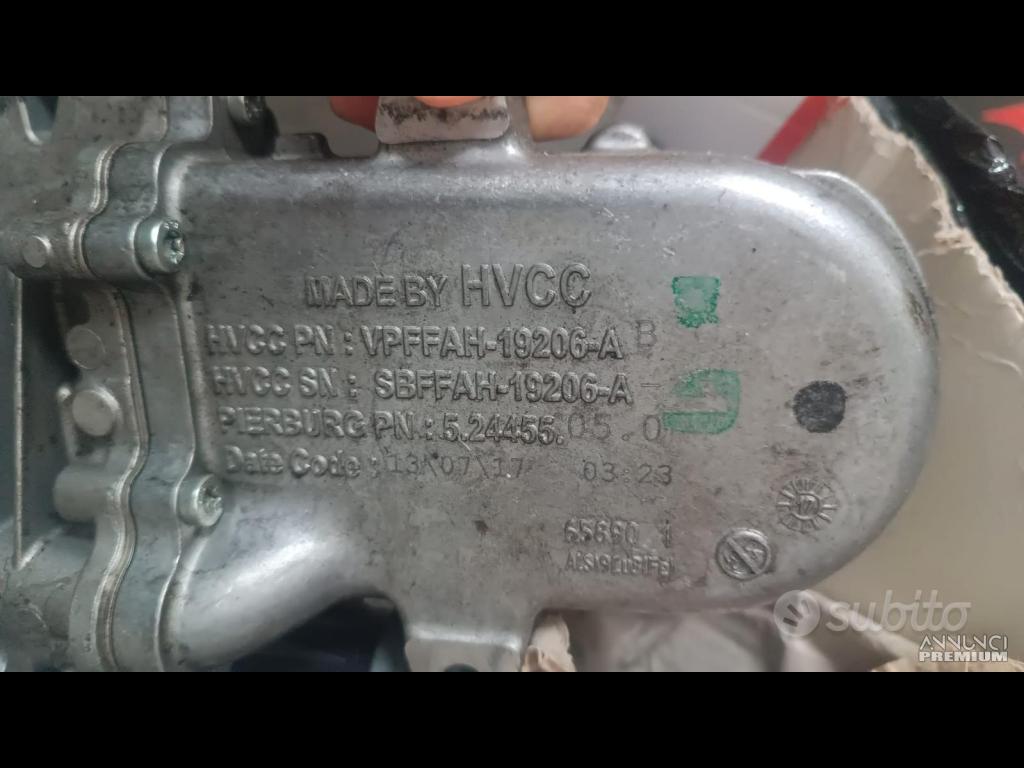 MADE BY HVCC
HVCC PN : VPFFAH-19206-A B
HVCC SN : SBFFAH-19206-A
PIERBURG PN : 5.24455.05.0
Date Code : 13\07\17 03:23
17
subito
ANNUNCI
PREMIUM